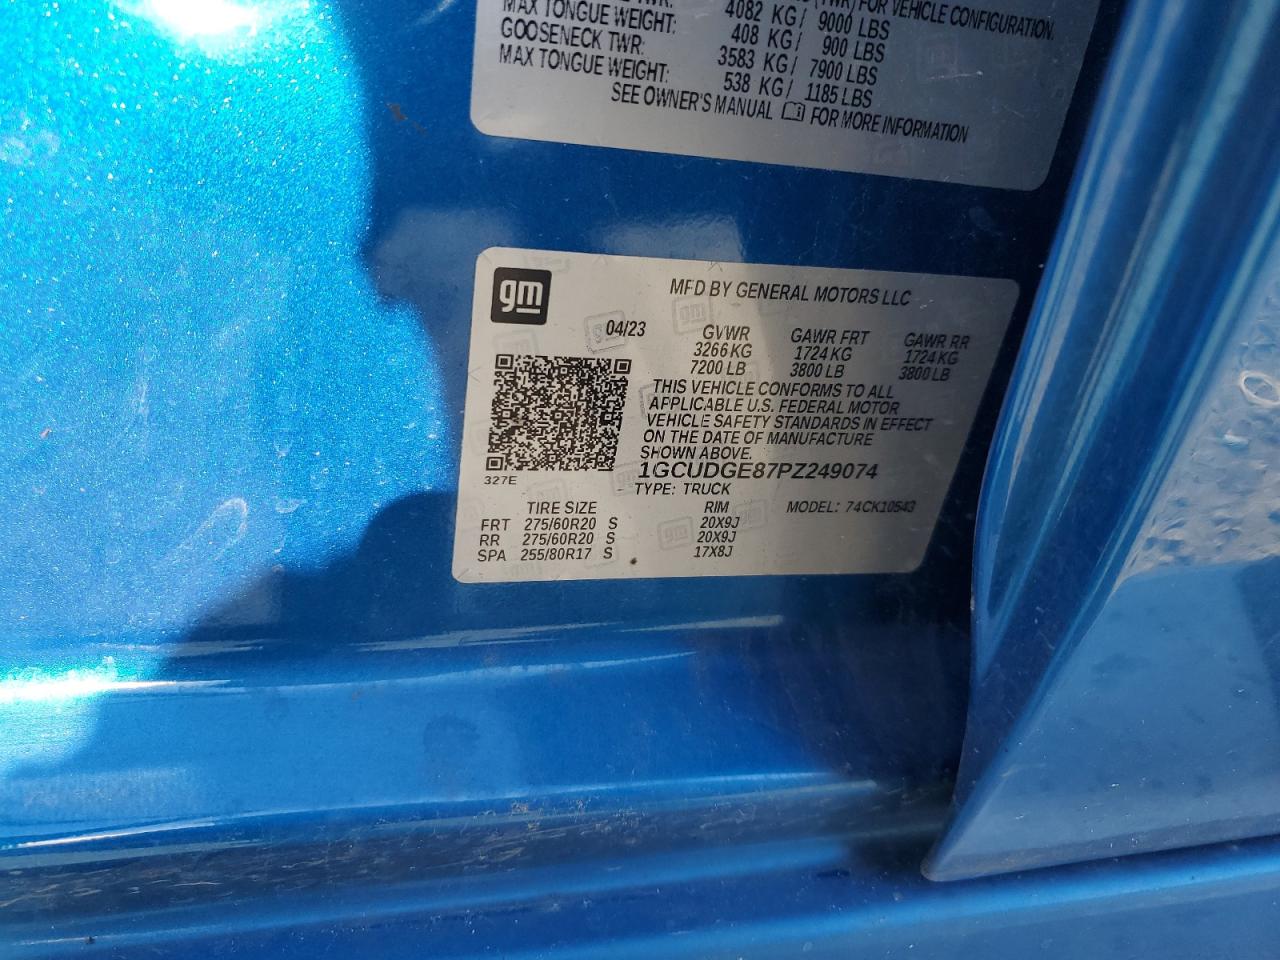 TWR) FOR VEHICLE CONFIGURATION.
4082 KG/ 9000 LBS
MAX TONGUE WEIGHT: 408 KG/ 900 LBS
GOOSENECK TWR: 3583 KG/ 7900 LBS
MAX TONGUE WEIGHT: 538 KG/ 1185 LBS
SEE OWNER'S MANUAL FOR MORE INFORMATION
gm
MFD BY GENERAL MOTORS LLC
04/23 GVWR GAWR FRT GAWR RR
3266 KG 1724 KG 1724 KG
7200 LB 3800 LB 3800 LB
THIS VEHICLE CONFORMS TO ALL
APPLICABLE U.S. FEDERAL MOTOR
VEHICLE SAFETY STANDARDS IN EFFECT
ON THE DATE OF MANUFACTURE
SHOWN ABOVE.
1GCUDGE87PZ249074
327E
TYPE: TRUCK
TIRE SIZE RIM MODEL: 74CK10543
FRT 275/60R20 S 20X9J
RR 275/60R20 S 20X9J
SPA 255/80R17 S 17X8J